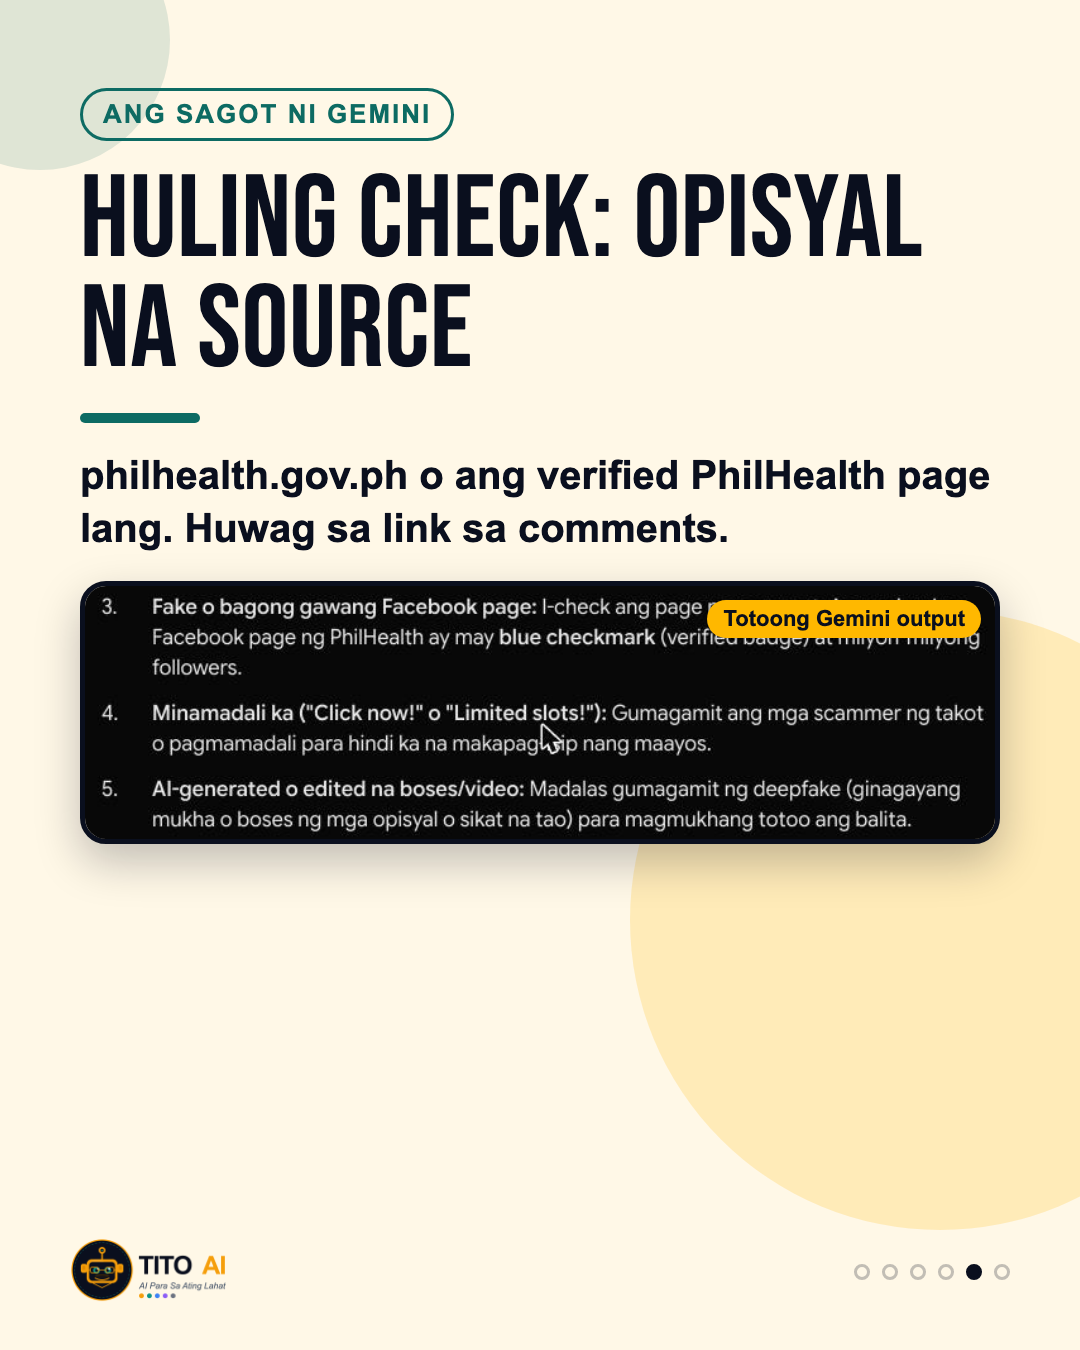 ANG SAGOT NI GEMINI
HULING CHECK: OPISYAL
NA SOURCE
philhealth.gov.ph o ang verified PhilHealth page
lang. Huwag sa link sa comments.
3. Fake o bagong gawang Facebook page: I-check ang page
Totoong Gemini output
Facebook page ng PhilHealth ay may blue checkmark (verified badge) at milyon-milyong
followers.
4. Minamadali ka ("Click now!" o "Limited slots!"): Gumagamit ang mga scammer ng takot
o pagmamadali para hindi ka na makapag-isip nang maayos.
5. AI-generated o edited na boses/video: Madalas gumagamit ng deepfake (ginagayang
mukha o boses ng mga opisyal o sikat na tao) para magmukhang totoo ang balita.
TITO AI
AI Para Sa Ating Lahat